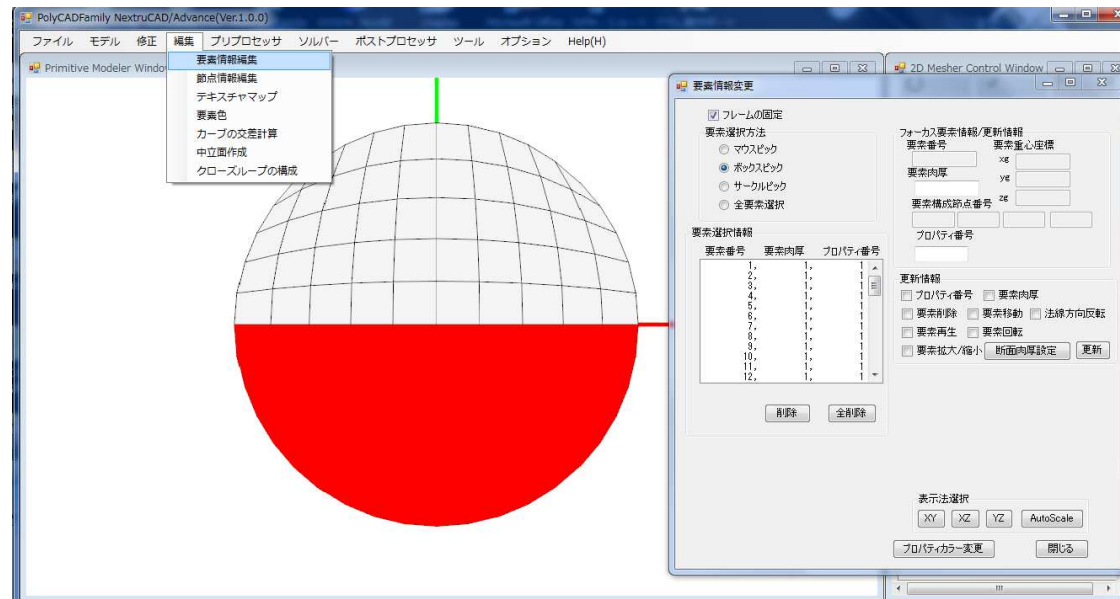 PolyCADFamily NextruCAD/Advance(Ver.1.0.0)
ファイル モデル 修正 編集 プリプロセッサ ソルバー ポストプロセッサ ツール オプション Help(H)
Primitive Modeler Window
要素情報編集
節点情報編集
テキスチャマップ
要素色
カーブの交差計算
中立面作成
クローズループの構成
2D Mesher Control Window
要素情報変更
フレームの固定
要素選択方法
マウスピック
ボックスピック
サークルピック
全要素選択
要素選択情報
要素番号 要素肉厚 プロパティ番号
1, 1, 1
2, 1, 1
3, 1, 1
4, 1, 1
5, 1, 1
6, 1, 1
7, 1, 1
8, 1, 1
9, 1, 1
10, 1, 1
11, 1, 1
12, 1, 1
削除 全削除
フォーカス要素情報/更新情報
要素番号 要素重心座標
xg
要素肉厚
yg
zg
要素構成節点番号
プロパティ番号
更新情報
プロパティ番号 要素肉厚
要素削除 要素移動 法線方向反転
要素再生 要素回転
要素拡大/縮小 断面肉厚設定 更新
表示法選択
XY XZ YZ AutoScale
プロパティカラー変更 閉じる